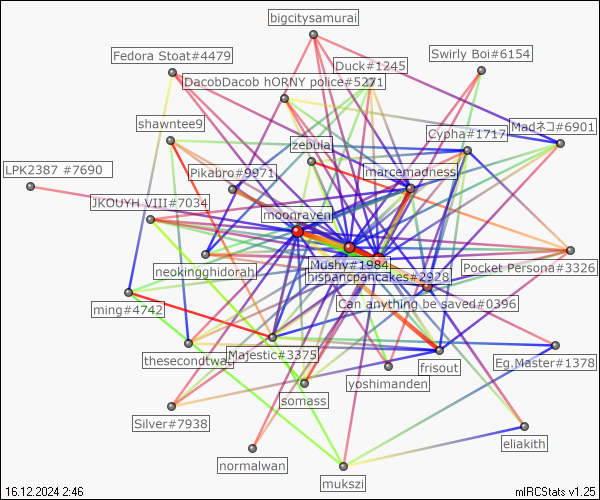 bigcitysamurai
Fedora Stoat#4479
Swirly Boi#6154
Duck#1245
DacobDacob hORNY police#5271
shawntee9
Cypha#1717
Madネコ#6901
zebula
LPK2387 #7690
Pikabro#9971
marcemadness
JKOUYH VIII#7034
moonraven
neokingghidorah
Mushy#1984
Pocket Persona#3326
hispancpancakes#2928
ming#4742
Can anything be saved#0396
thesecondtwat
Majestic#3375
frisout
Eg.Master#1378
yoshimanden
somass
Silver#7938
eliakith
normalwan
mukszi
16.12.2024 2:46
mIRCStats v1.25